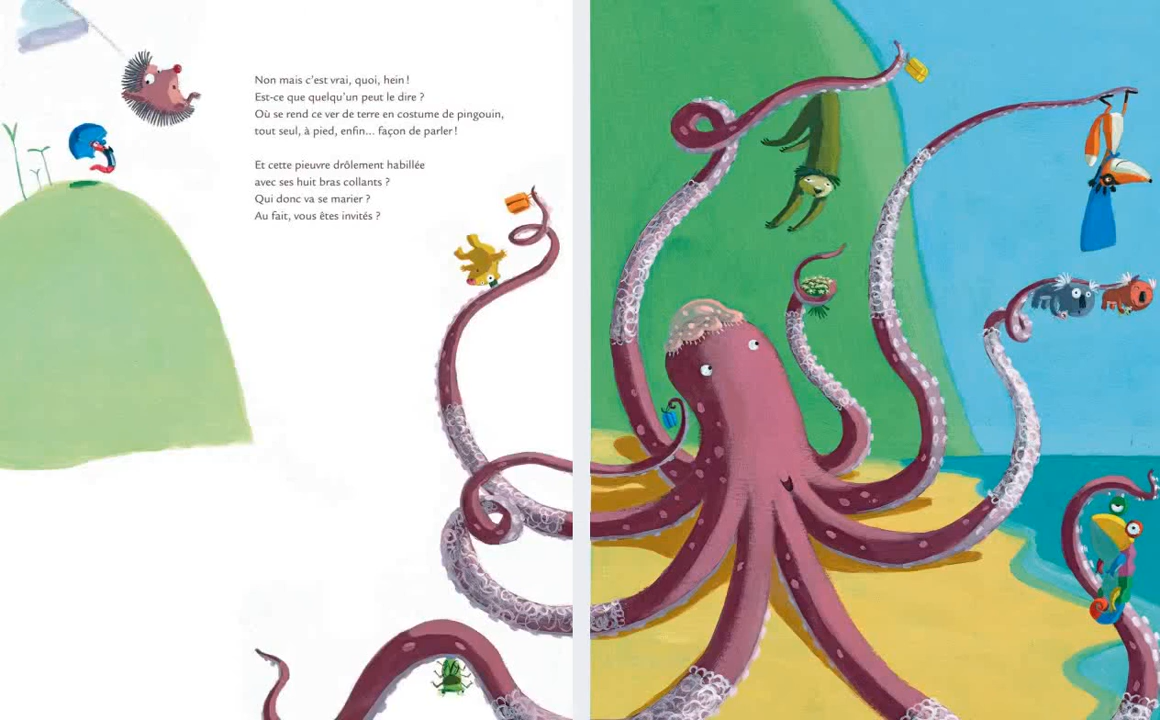 Non mais c'est vrai, quoi, hein !
Est-ce que quelqu'un peut le dire ?
Où se rend ce ver de terre en costume de pingouin,
tout seul, à pied, enfin... façon de parler !
Et cette pieuvre drôlement habillée
avec ses huit bras collants ?
Qui donc va se marier ?
Au fait, vous êtes invités ?